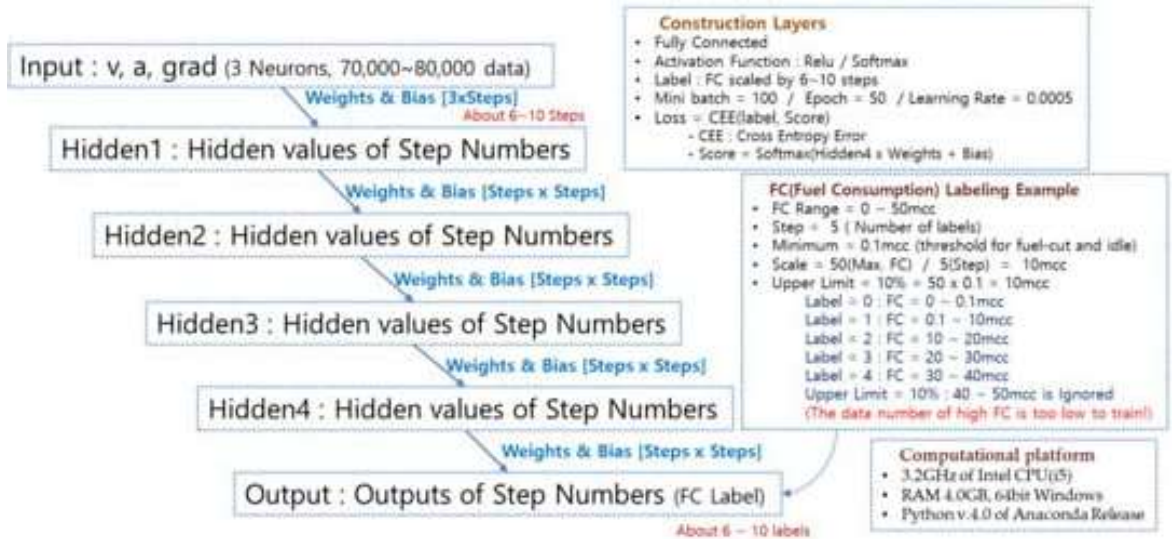 Input : v, a, grad (3 Neurons, 70,000~80,000 data)
Weights & Bias [3xSteps]
About 6~10 Steps
Hidden1 : Hidden values of Step Numbers
Weights & Bias [Steps x Steps]
Hidden2 : Hidden values of Step Numbers
Weights & Bias [Steps x Steps]
Hidden3 : Hidden values of Step Numbers
Weights & Bias [Steps x Steps]
Hidden4 : Hidden values of Step Numbers
Weights & Bias [Steps x Steps]
Output : Outputs of Step Numbers (FC Label)
About 6 ~ 10 labels
Construction Layers
• Fully Connected
• Activation Function : Relu / Softmax
• Label : FC scaled by 6~10 steps
• Mini batch = 100 / Epoch = 50 / Learning Rate = 0.0005
• Loss = CEE(label, Score)
- CEE : Cross Entropy Error
- Score = Softmax(Hidden4 x Weights + Bias)
FC(Fuel Consumption) Labeling Example
• FC Range = 0 ~ 50mcc
• Step = 5 ( Number of labels)
• Minimum = 0.1mcc (threshold for fuel-cut and idle)
• Scale = 50(Max. FC) / 5(Step) = 10mcc
• Upper Limit = 10% = 50 x 0.1 = 10mcc
Label = 0 : FC = 0 ~ 0.1mcc
Label = 1 : FC = 0.1 ~ 10mcc
Label = 2 : FC = 10 ~ 20mcc
Label = 3 : FC = 20 ~ 30mcc
Label = 4 : FC = 30 ~ 40mcc
Upper Limit = 10% : 40 ~ 50mcc is Ignored
(The data number of high FC is too low to train!)
Computational platform
• 3.2GHz of Intel CPU(i5)
• RAM 4.0GB, 64bit Windows
• Python v.4.0 of Anaconda Release